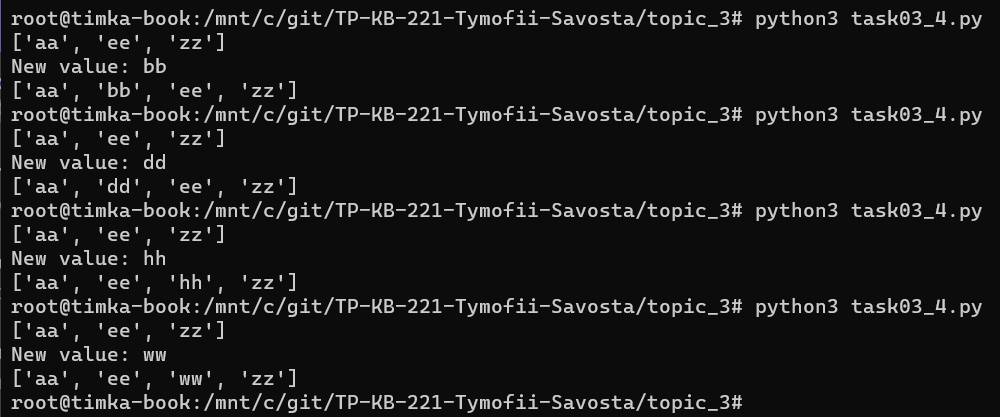 root@timka-book:/mnt/c/git/TP-KB-221-Tymofii-Savosta/topic_3# python3 task03_4.py
['aa', 'ee', 'zz']
New value: bb
['aa', 'bb', 'ee', 'zz']
root@timka-book:/mnt/c/git/TP-KB-221-Tymofii-Savosta/topic_3# python3 task03_4.py
['aa', 'ee', 'zz']
New value: dd
['aa', 'dd', 'ee', 'zz']
root@timka-book:/mnt/c/git/TP-KB-221-Tymofii-Savosta/topic_3# python3 task03_4.py
['aa', 'ee', 'zz']
New value: hh
['aa', 'ee', 'hh', 'zz']
root@timka-book:/mnt/c/git/TP-KB-221-Tymofii-Savosta/topic_3# python3 task03_4.py
['aa', 'ee', 'zz']
New value: ww
['aa', 'ee', 'ww', 'zz']
root@timka-book:/mnt/c/git/TP-KB-221-Tymofii-Savosta/topic_3#